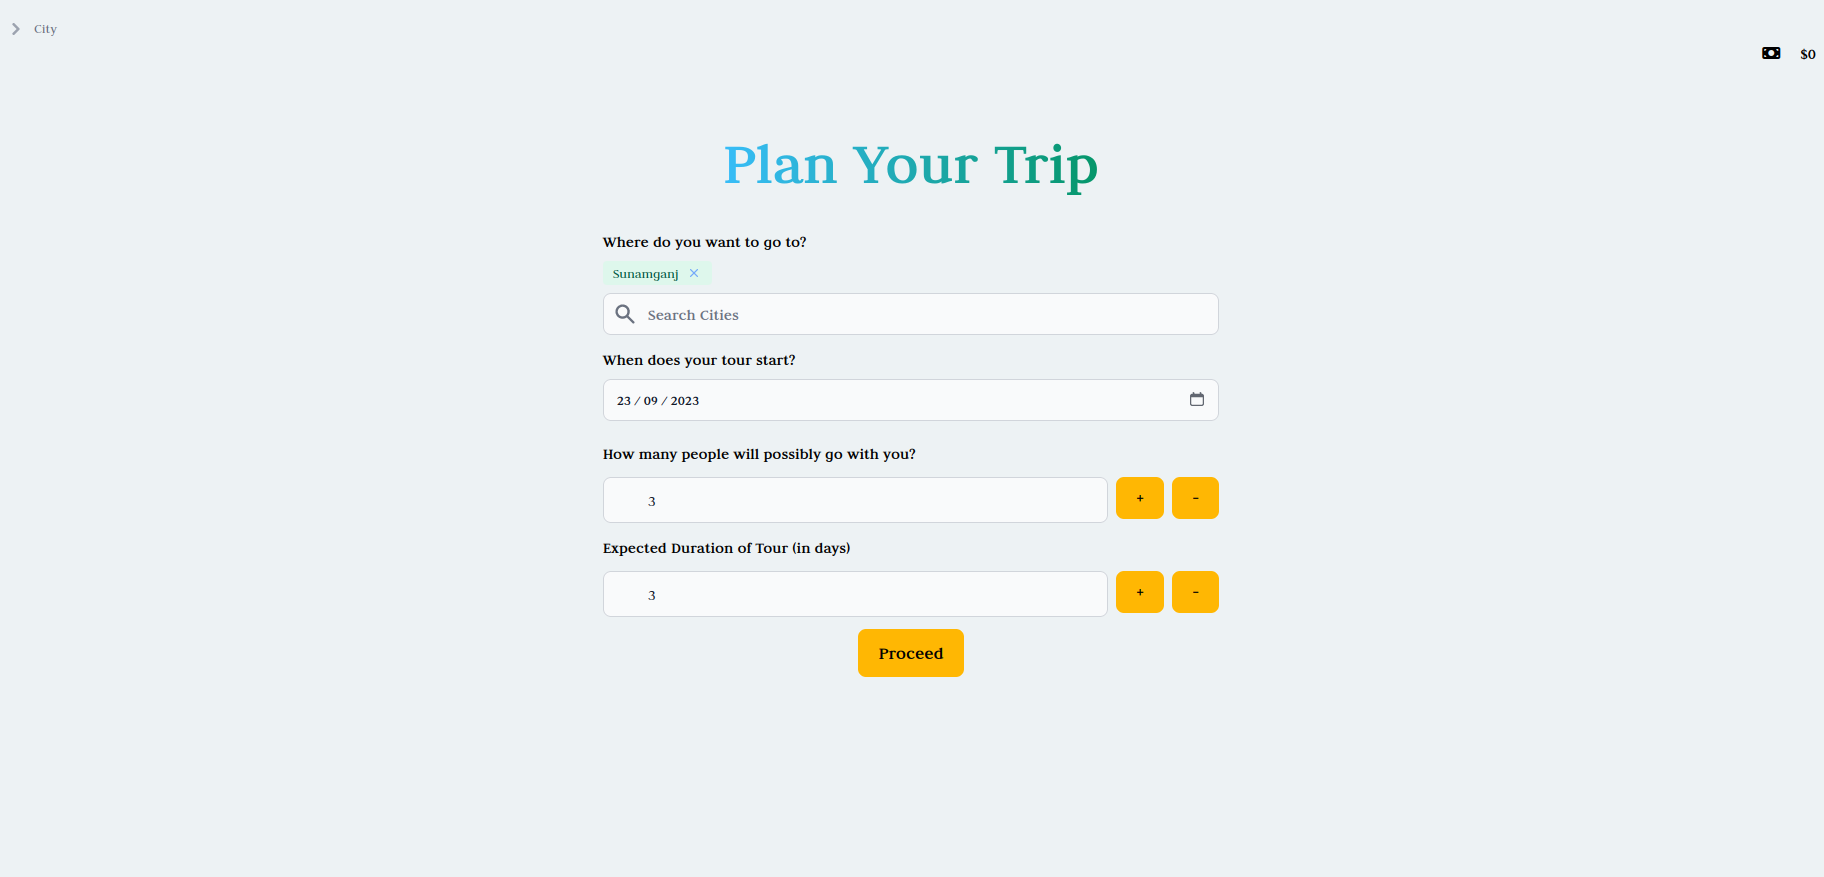 City
$0
Plan Your Trip
Where do you want to go to?
Sunamganj
Search Cities
When does your tour start?
23 / 09 / 2023
How many people will possibly go with you?
3 + -
Expected Duration of Tour (in days)
3 + -
Proceed